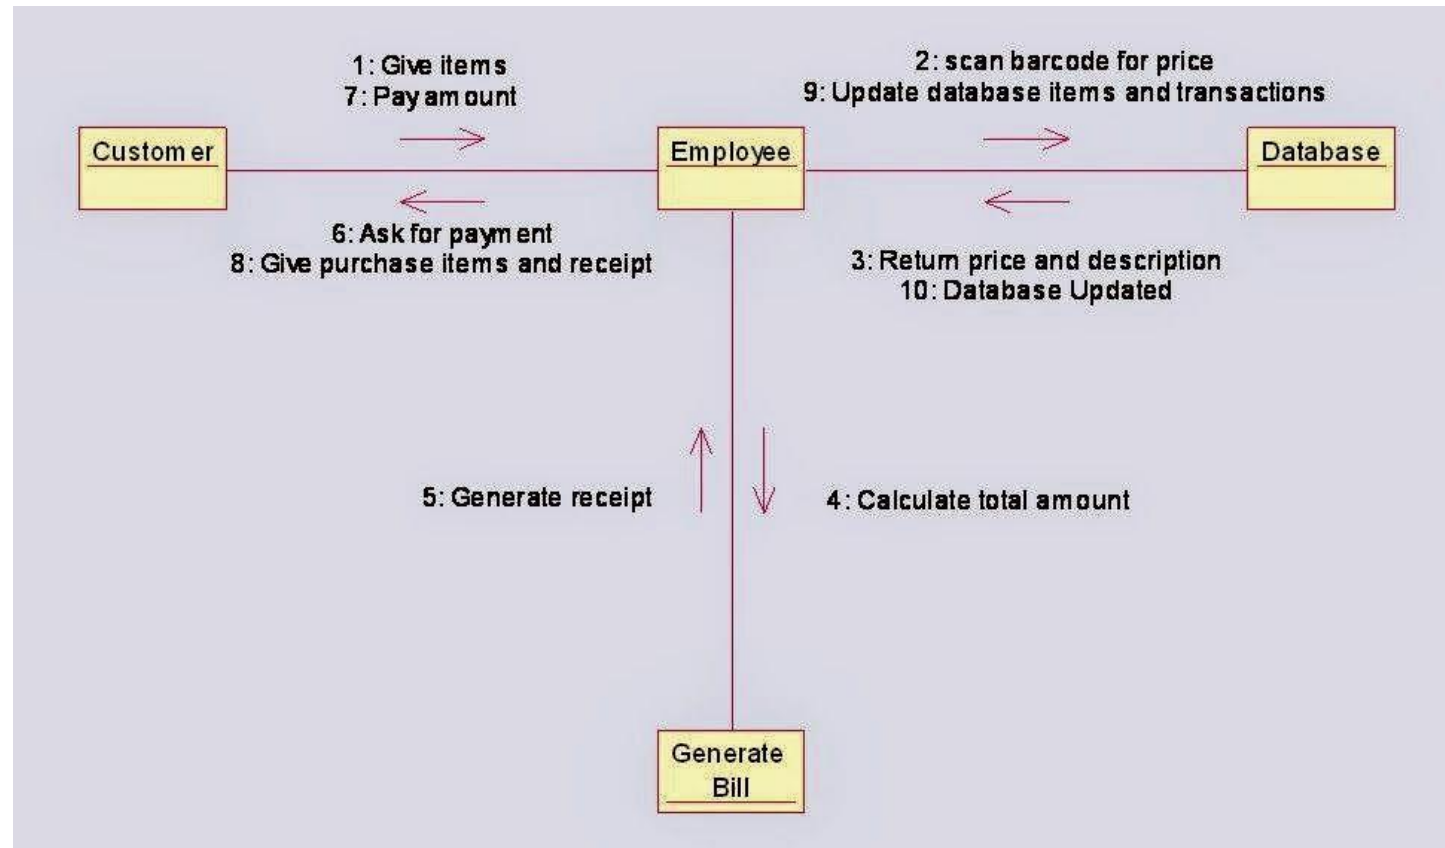 1: Give items
7: Pay amount
2: scan barcode for price
9: Update database items and transactions
Customer
Employee
Database
6: Ask for payment
8: Give purchase items and receipt
3: Return price and description
10: Database Updated
5: Generate receipt
4: Calculate total amount
Generate
Bill